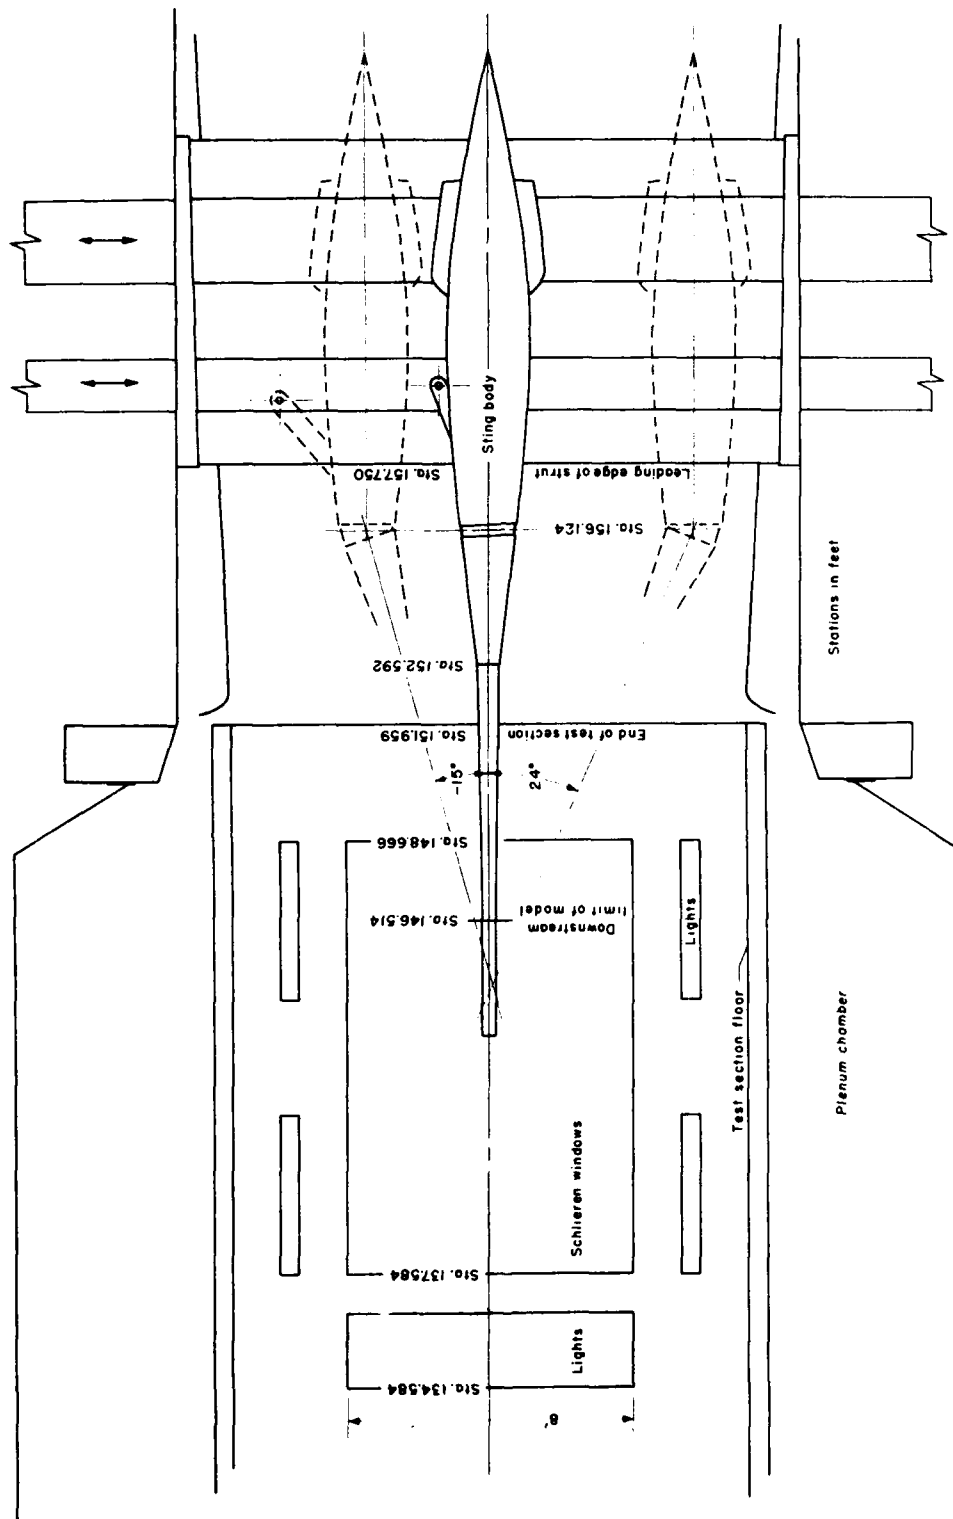 Sting body
Sta. 157.750
Leading edge of strut
Sta. 156.124
Stations in feet
Sta. 152.592
Sta. 151.959
End of test section
-15°
24°
Sta. 148.666
Sta. 146.514
Downstream
limit of model
Lights
Test section floor
Plenum chamber
Schlieren windows
Sta. 137.584
Lights
Sta. 134.584
8'